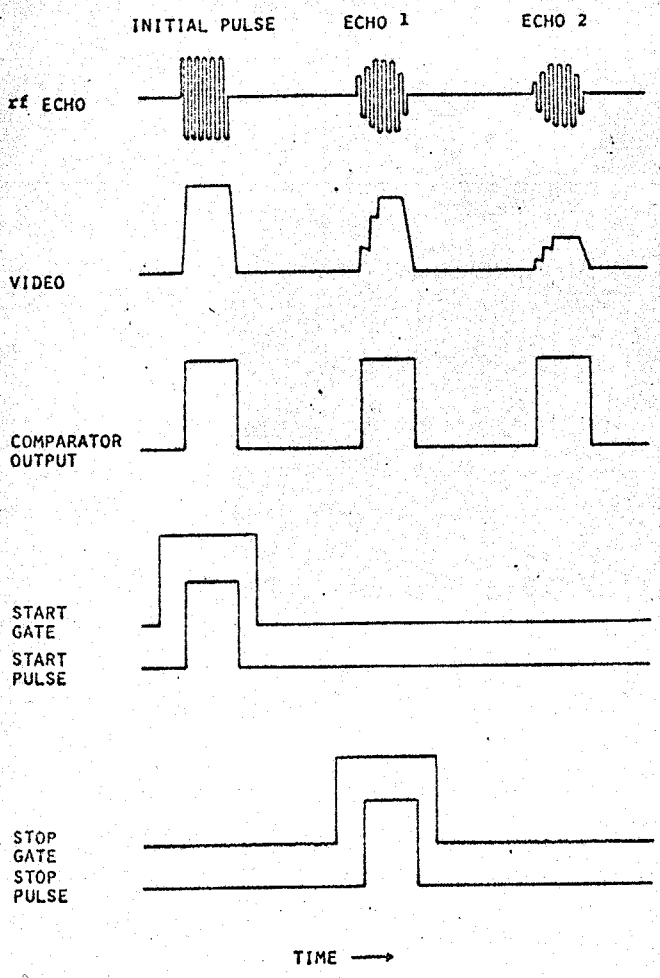 INITIAL PULSE ECHO 1 ECHO 2
rf ECHO
VIDEO
COMPARATOR
OUTPUT
START
GATE
START
PULSE
STOP
GATE
STOP
PULSE
TIME